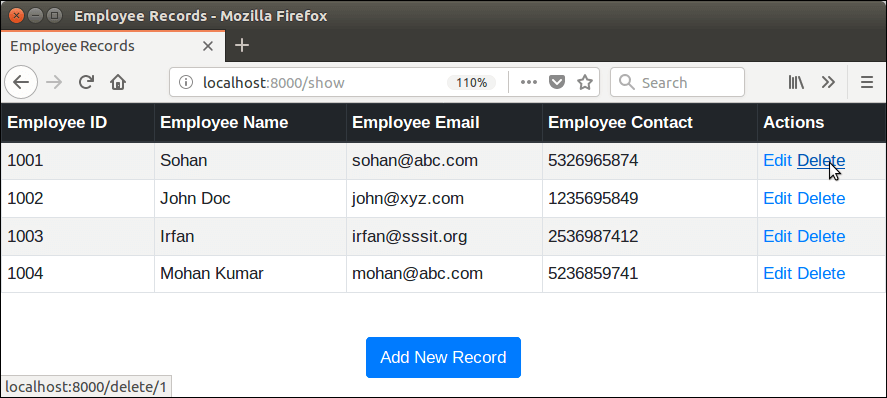 Employee Records - Mozilla Firefox
Employee Records
localhost:8000/show 110% Search
Employee ID Employee Name Employee Email Employee Contact Actions
1001 Sohan sohan@abc.com 5326965874 Edit Delete
1002 John Doc john@xyz.com 1235695849 Edit Delete
1003 Irfan irfan@sssit.org 2536987412 Edit Delete
1004 Mohan Kumar mohan@abc.com 5236859741 Edit Delete
Add New Record
localhost:8000/delete/1